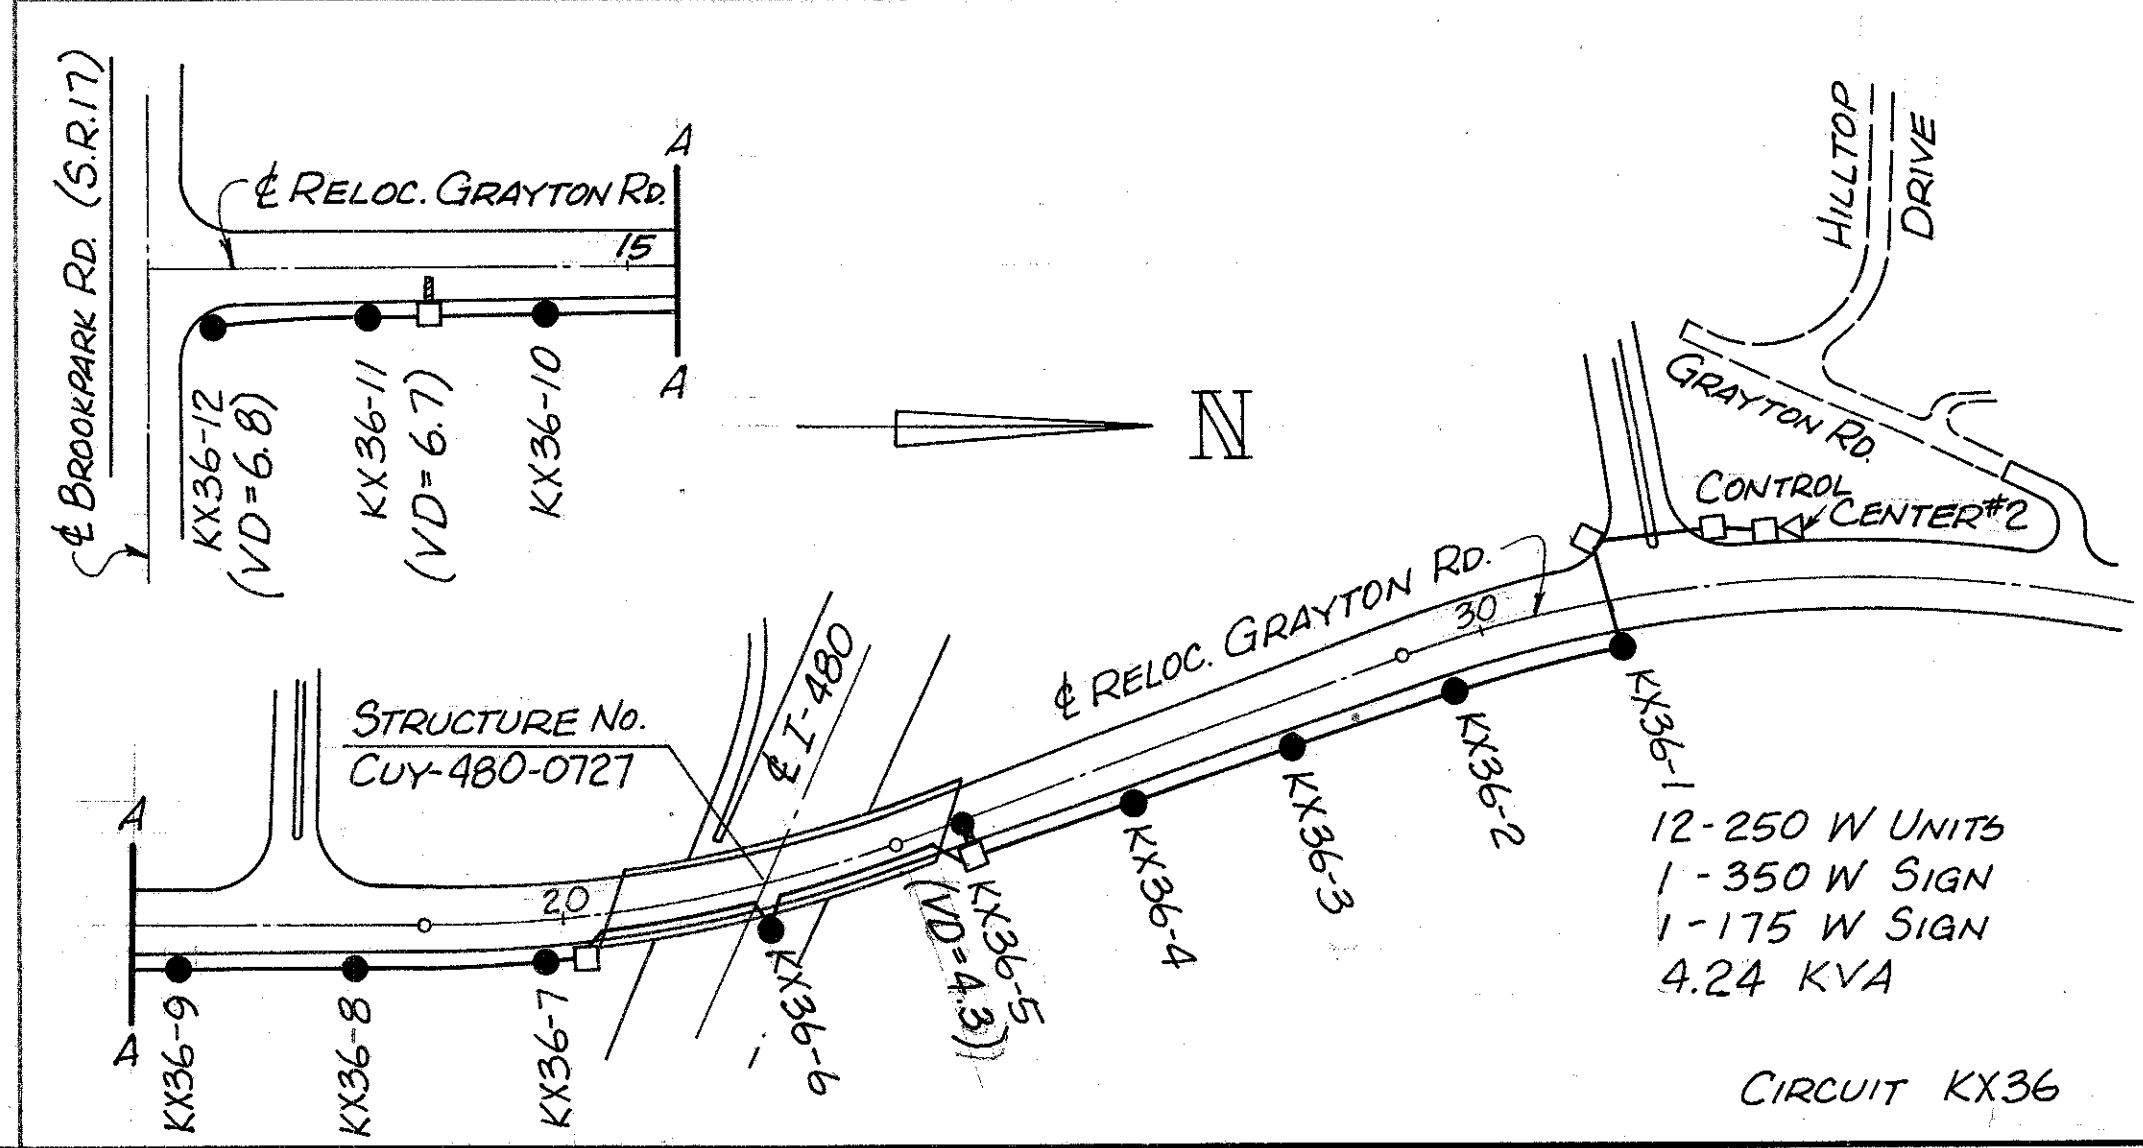 ℄ BROOKPARK RD. (S.R.17)
℄ RELOC. GRAYTON RD.
15
A
A
KX36-12
(VD=6.8)
KX36-11
(VD=6.7)
KX36-10
N
HILLTOP
DRIVE
GRAYTON RD.
CONTROL
CENTER #2
℄ RELOC. GRAYTON RD.
30
℄ I-480
STRUCTURE NO.
CUY-480-0727
20
A
A
KX36-9
KX36-8
KX36-7
KX36-6
KX36-5
(VD=4.3)
KX36-4
KX36-3
KX36-2
KX36-1
12-250 W UNITS
1-350 W SIGN
1-175 W SIGN
4.24 KVA
CIRCUIT KX36